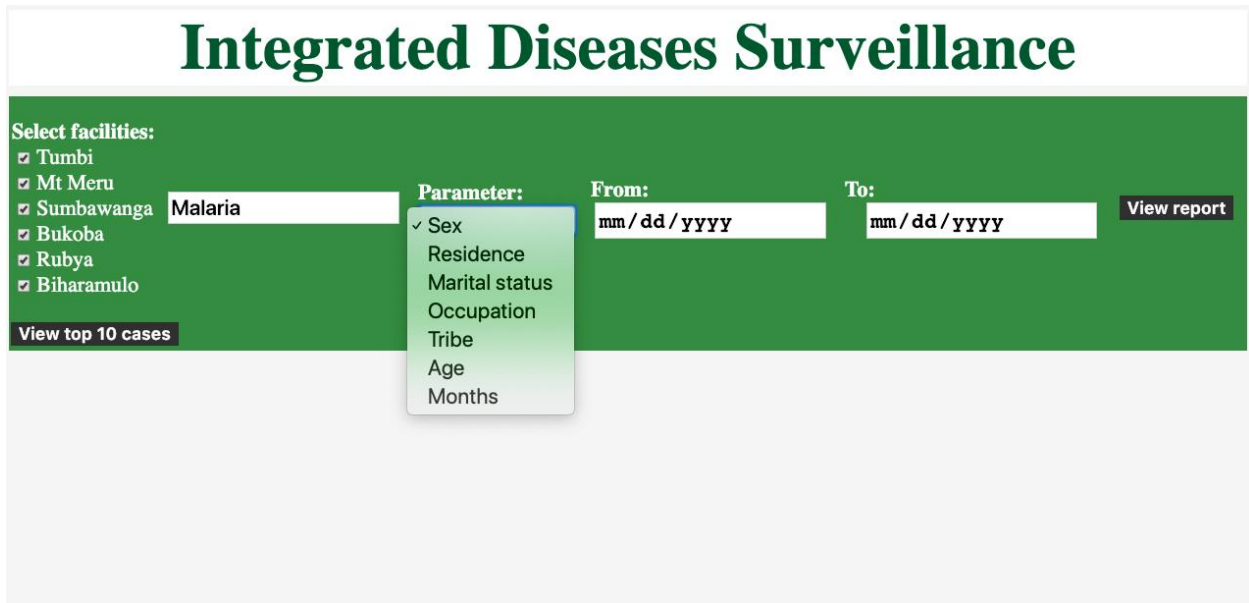 Integrated Diseases Surveillance
Select facilities:
Tumbi
Mt Meru
Sumbawanga
Bukoba
Rubya
Biharamulo
View top 10 cases
Malaria
Parameter:
✓ Sex
Residence
Marital status
Occupation
Tribe
Age
Months
From:
mm/dd/yyyy
To:
mm/dd/yyyy
View report